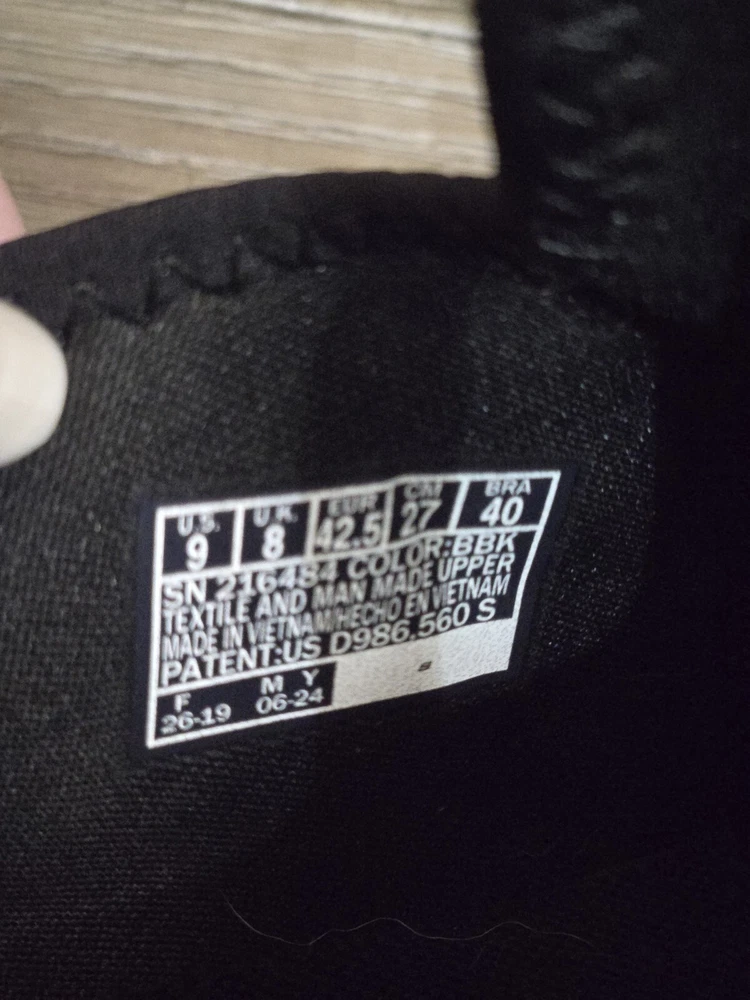 U.S. U.K. EUR CM BRA
9 8 42.5 27 40
SN 216484 COLOR:BBK
TEXTILE AND MAN MADE UPPER
MADE IN VIETNAM/HECHO EN VIETNAM
PATENT:US D986,560 S
F M Y
26-19 06-24